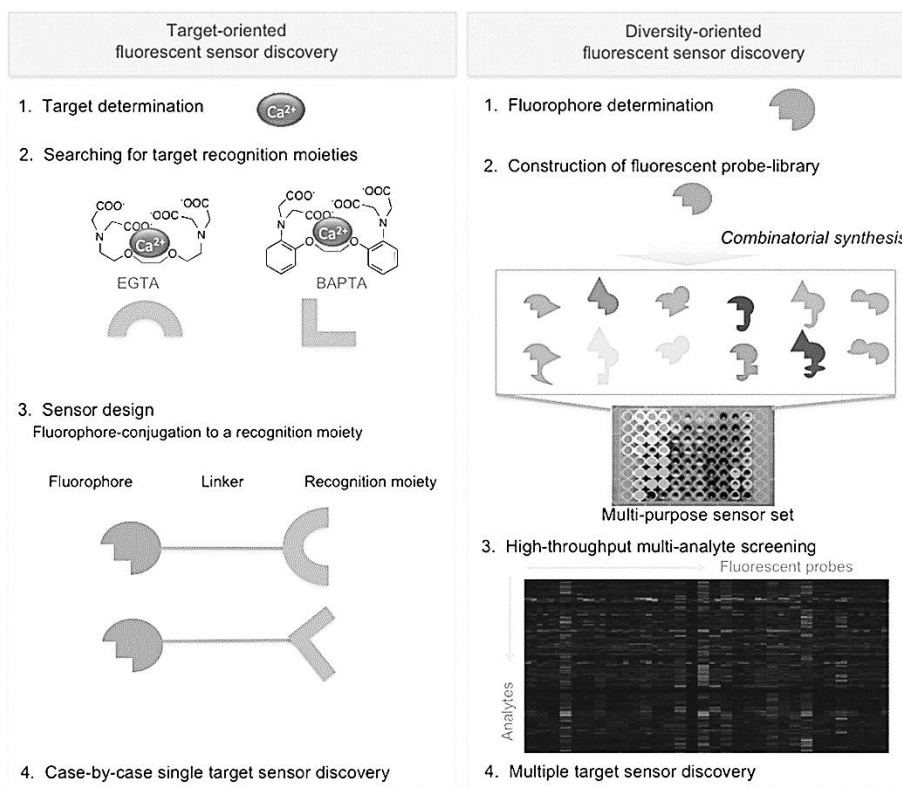 Target-oriented
fluorescent sensor discovery
1. Target determination
Ca2+
2. Searching for target recognition moieties
COO-
-OOC
COO-
-OOC
N
N
Ca2+
O
O
EGTA
COO-
-OOC
COO-
-OOC
N
N
Ca2+
O
O
BAPTA
3. Sensor design
Fluorophore-conjugation to a recognition moiety
Fluorophore Linker Recognition moiety
4. Case-by-case single target sensor discovery
Diversity-oriented
fluorescent sensor discovery
1. Fluorophore determination
2. Construction of fluorescent probe-library
Combinatorial synthesis
Multi-purpose sensor set
3. High-throughput multi-analyte screening
Fluorescent probes
Analytes
4. Multiple target sensor discovery